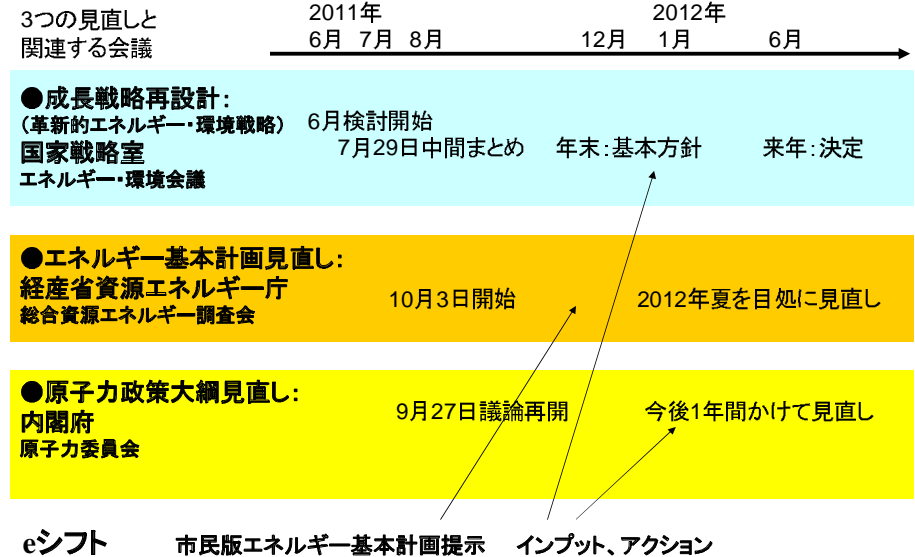 3つの見直しと
関連する会議
2011年
2012年
6月 7月 8月
12月 1月
6月
●成長戦略再設計:
(革新的エネルギー・環境戦略)
国家戦略室
エネルギー・環境会議
6月検討開始
7月29日中間まとめ
年末:基本方針
来年:決定
●エネルギー基本計画見直し:
経産省資源エネルギー庁
総合資源エネルギー調査会
10月3日開始
2012年夏を目処に見直し
●原子力政策大綱見直し:
内閣府
原子力委員会
9月27日議論再開
今後1年間かけて見直し
eシフト
市民版エネルギー基本計画提示
インプット、アクション